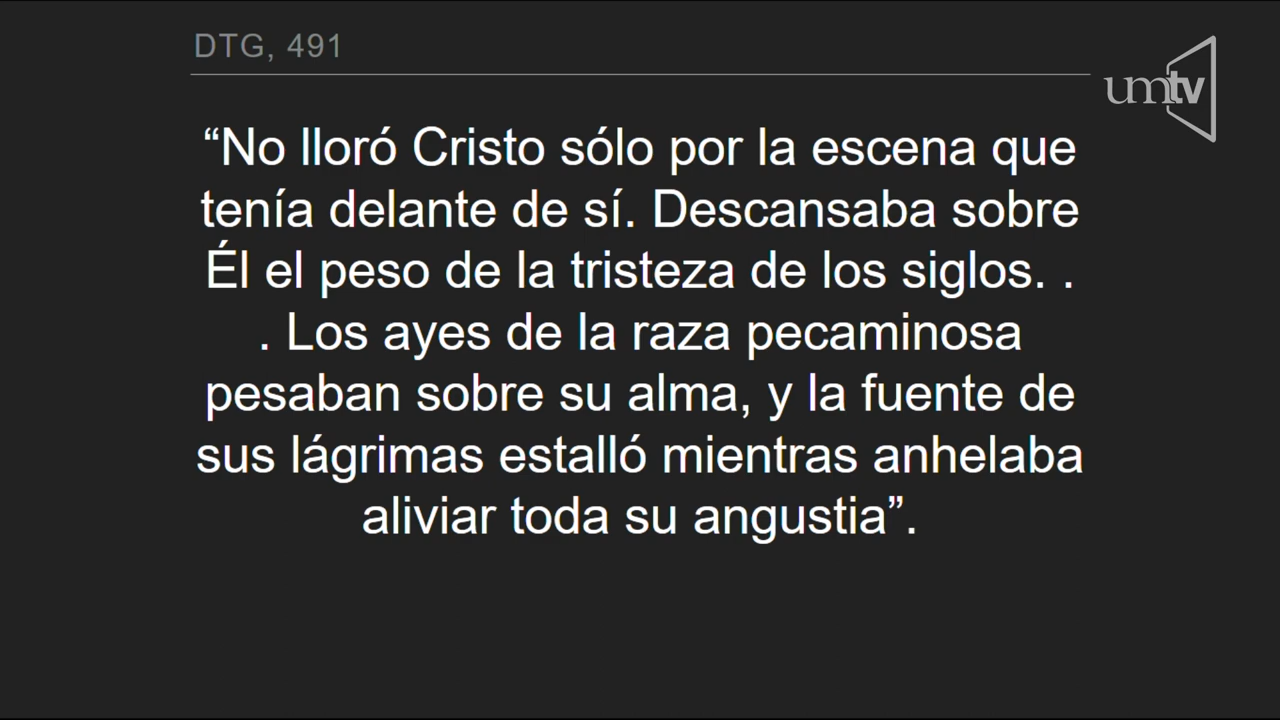 DTG, 491
umtv
“No lloró Cristo sólo por la escena que
tenía delante de sí. Descansaba sobre
Él el peso de la tristeza de los siglos. .
. Los ayes de la raza pecaminosa
pesaban sobre su alma, y la fuente de
sus lágrimas estalló mientras anhelaba
aliviar toda su angustia”.